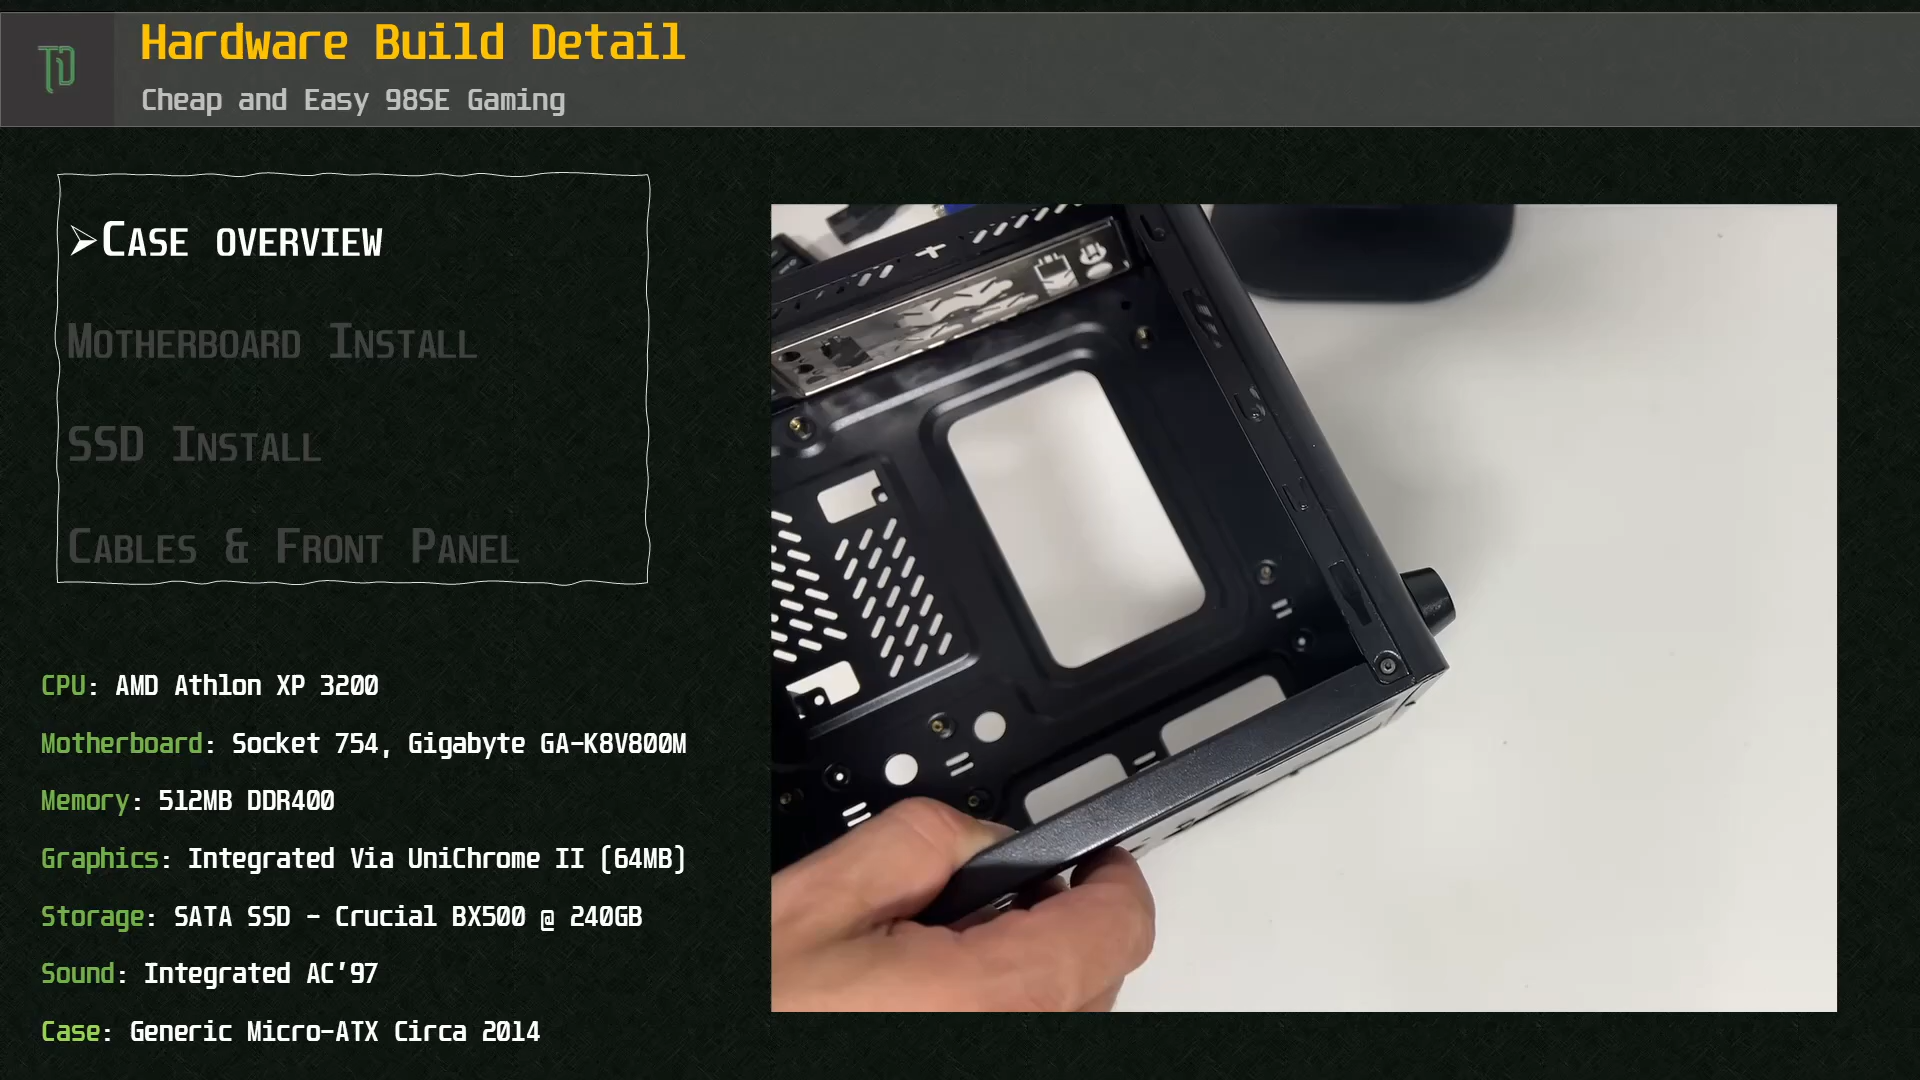 TD
Hardware Build Detail
Cheap and Easy 98SE Gaming
➢Case overview
Motherboard Install
SSD Install
Cables & Front Panel
CPU: AMD Athlon XP 3200
Motherboard: Socket 754, Gigabyte GA-K8V800M
Memory: 512MB DDR400
Graphics: Integrated Via UniChrome II (64MB)
Storage: SATA SSD - Crucial BX500 @ 240GB
Sound: Integrated AC'97
Case: Generic Micro-ATX Circa 2014